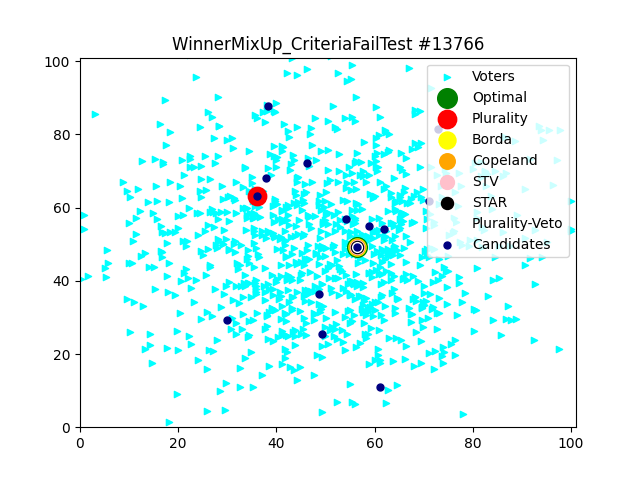 WinnerMixUp_CriteriaFailTest #13766
100
80
60
40
20
0
0 20 40 60 80 100
Voters
Optimal
Plurality
Borda
Copeland
STV
STAR
Plurality-Veto
Candidates